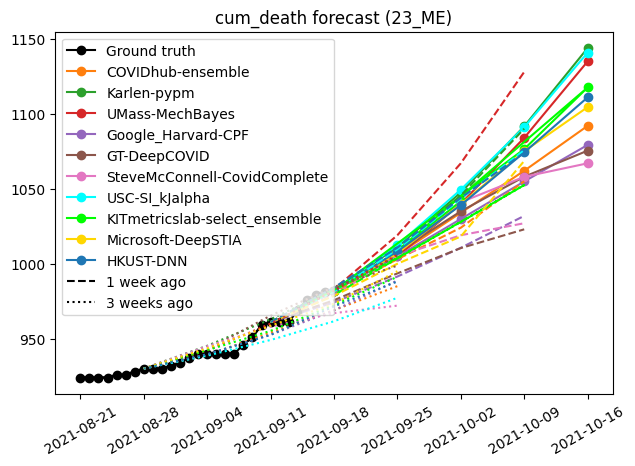 cum_death forecast (23_ME)
1150
1100
1050
1000
950
Ground truth
COVIDhub-ensemble
Karlen-pypm
UMass-MechBayes
Google_Harvard-CPF
GT-DeepCOVID
SteveMcConnell-CovidComplete
USC-SI_kJalpha
KITmetricslab-select_ensemble
Microsoft-DeepSTIA
HKUST-DNN
1 week ago
3 weeks ago
2021-08-21
2021-08-28
2021-09-04
2021-09-11
2021-09-18
2021-09-25
2021-10-02
2021-10-09
2021-10-16